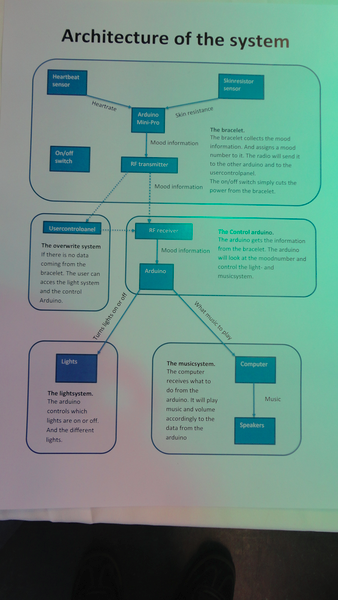 Architecture of the system
Heartbeat
sensor
Skinresistor
sensor
Heartrate
Skin resistance
Arduino
Mini-Pro
Mood information
On/off
switch
RF transmitter
Mood information
The bracelet.
The bracelet collects the mood
information. And assigns a mood
number to it. The radio will send it
to the other arduino and to the
usercontrolpanel.
The on/off switch simply cuts the
power from the bracelet.
Usercontrolpanel
RF receiver
The overwrite system
If there is no data
coming from the
bracelet. The user can
acces the light system
and the control
Arduino.
Mood information
Arduino
The Control arduino.
The arduino gets the information
from the bracelet. The arduino
will look at the moodnumber and
control the light- and
musicsystem.
Turns lights on or off
What music to play
Lights
The lightsystem.
The arduino
controls which
lights are on or off.
And the different
lights.
The musicsystem.
The computer
receives what to
do from the
arduino. It will play
music and volume
accordingly to the
data from the
arduino
Computer
Music
Speakers